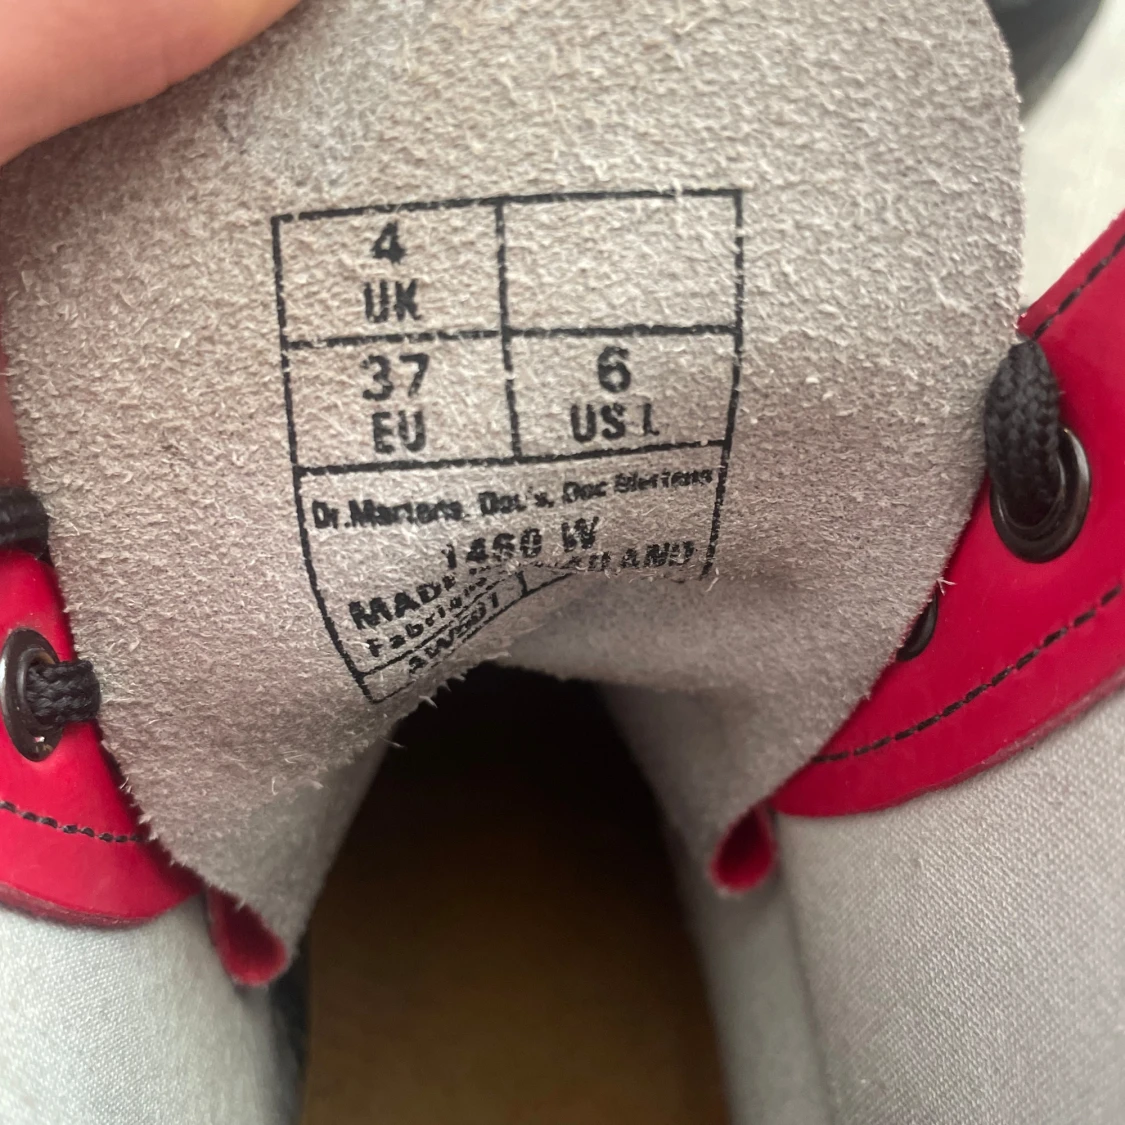 4
UK
37
EU
6
US L
Dr.Martens. Doc's. Doc Martens
1460 W
MADE